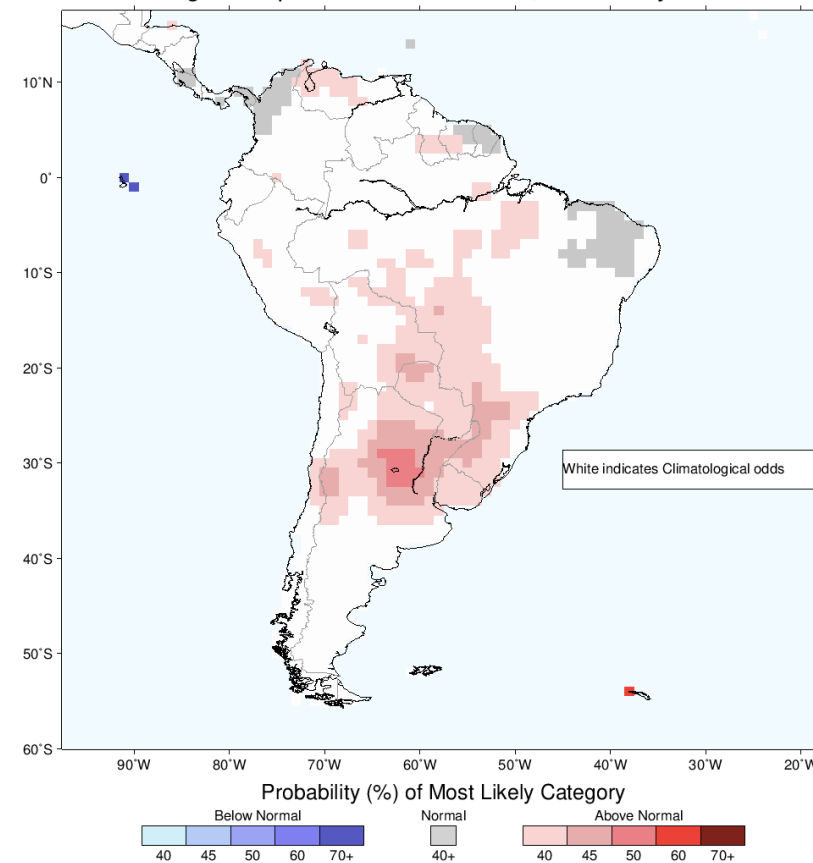 10˚N
0˚
10˚S
20˚S
30˚S
White indicates Climatological odds
40˚S
50˚S
60˚S
90˚W 80˚W 70˚W 60˚W 50˚W 40˚W 30˚W 20˚W
Probability (%) of Most Likely Category
Below Normal Normal Above Normal
40 45 50 60 70+ 40+ 40 45 50 60 70+